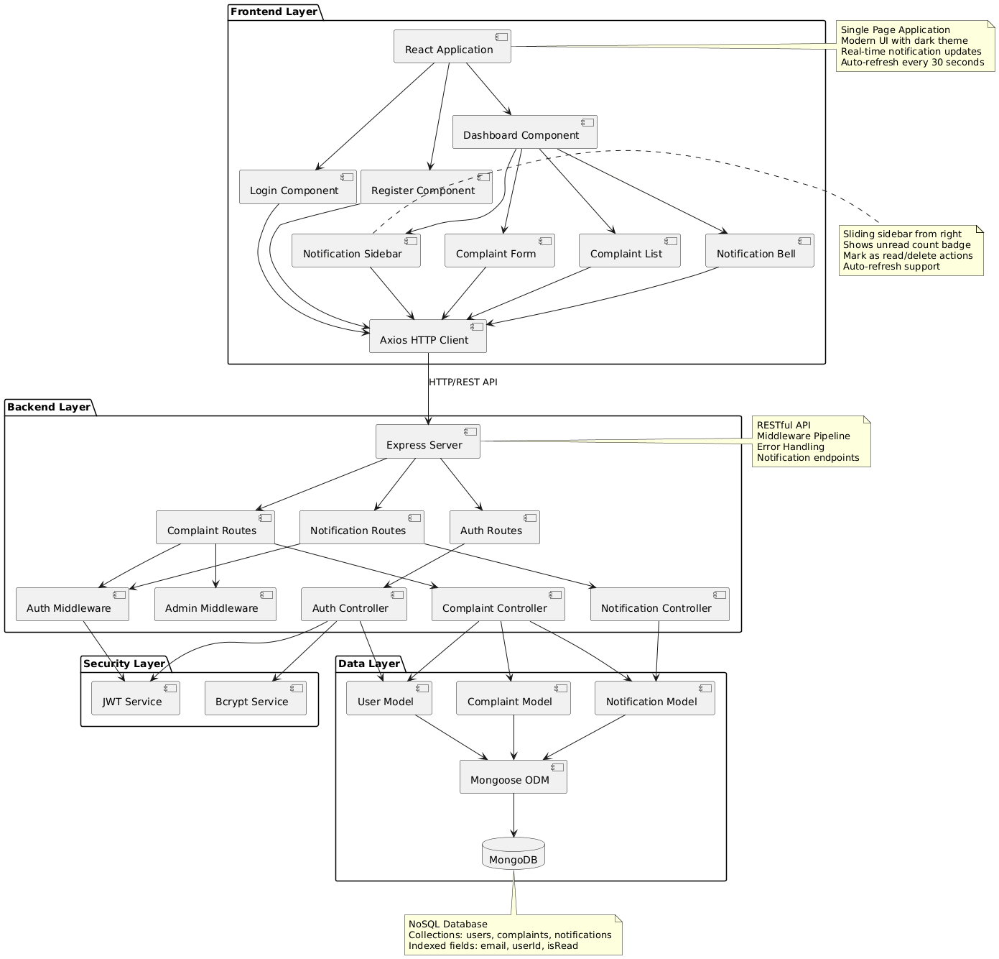 Frontend Layer
React Application
Single Page Application
Modern UI with dark theme
Real-time notification updates
Auto-refresh every 30 seconds
Dashboard Component
Login Component
Register Component
Notification Sidebar
Complaint Form
Complaint List
Notification Bell
Sliding sidebar from right
Shows unread count badge
Mark as read/delete actions
Auto-refresh support
Axios HTTP Client
HTTP/REST API
Backend Layer
Express Server
RESTful API
Middleware Pipeline
Error Handling
Notification endpoints
Complaint Routes
Notification Routes
Auth Routes
Auth Middleware
Admin Middleware
Auth Controller
Complaint Controller
Notification Controller
Security Layer
JWT Service
Bcrypt Service
Data Layer
User Model
Complaint Model
Notification Model
Mongoose ODM
MongoDB
NoSQL Database
Collections: users, complaints, notifications
Indexed fields: email, userId, isRead